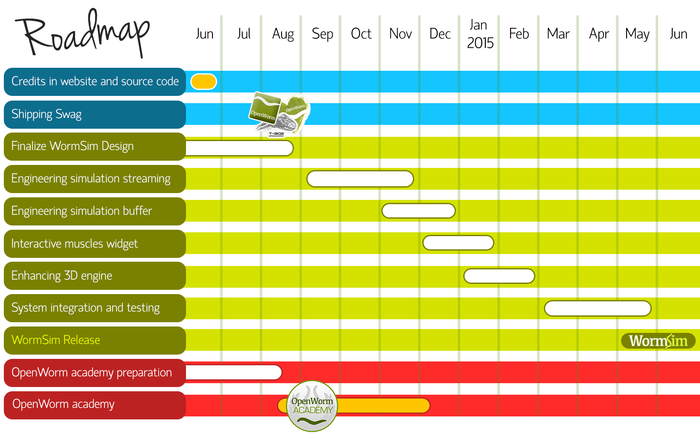 Roadmap
Jun Jul Aug Sep Oct Nov Dec Jan 2015 Feb Mar Apr May Jun
Credits in website and source code
Shipping Swag
OpenWorm OpenWorm
Finalize WormSim Design
Engineering simulation streaming
Engineering simulation buffer
Interactive muscles widget
Enhancing 3D engine
System integration and testing
WormSim Release
WormSim
OpenWorm academy preparation
OpenWorm academy
OpenWorm
ACADEMY